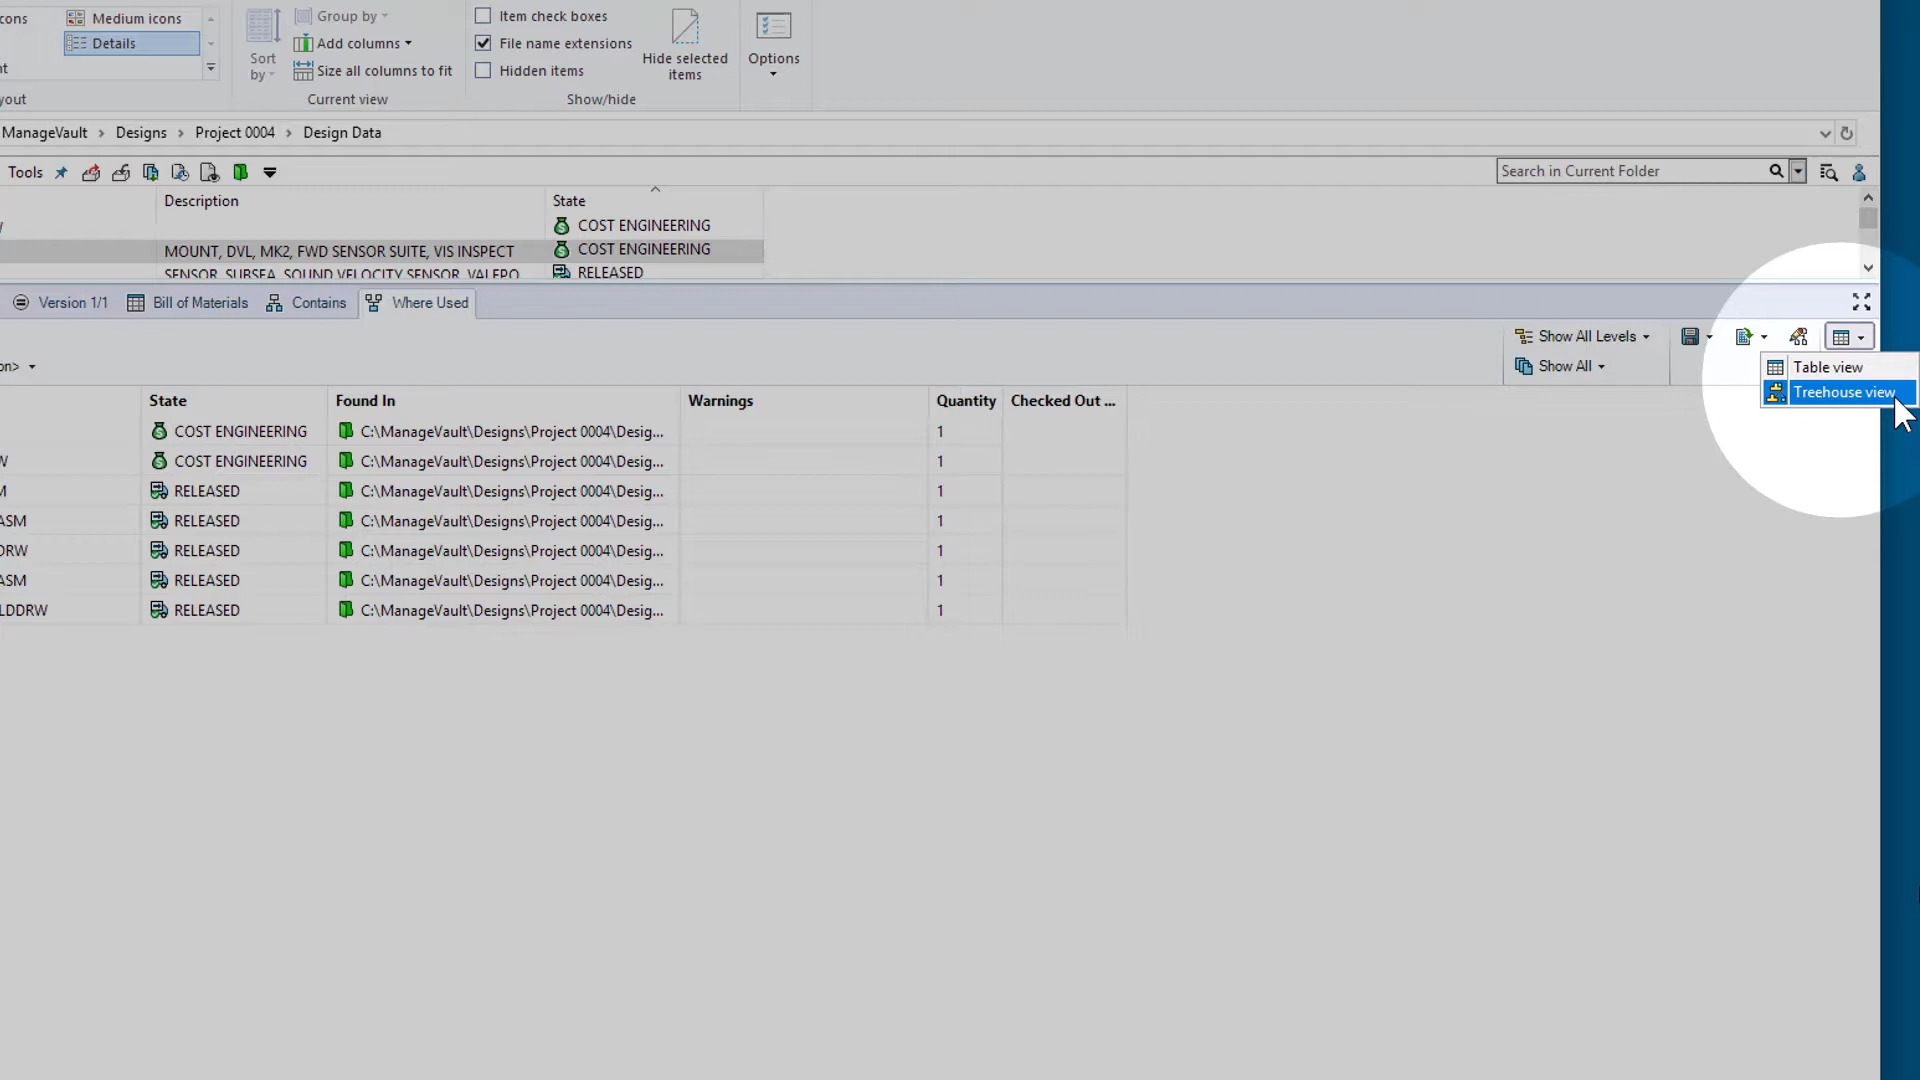 cons
Medium icons
Details
nt
yout
Sort by
Group by
Add columns
Size all columns to fit
Current view
Item check boxes
File name extensions
Hidden items
Hide selected items
Show/hide
Options
ManageVault > Designs > Project 0004 > Design Data
Tools
Search in Current Folder
Description State
COST ENGINEERING
MOUNT, DVL, MK2, FWD SENSOR SUITE, VIS INSPECT COST ENGINEERING
SENSOR, SUBSEA, SOUND VELOCITY SENSOR, VALEPO RELEASED
Version 1/1 Bill of Materials Contains Where Used
Show All Levels
on>
Show All
Table view
Treehouse view
State Found In Warnings Quantity Checked Out ...
COST ENGINEERING C:\ManageVault\Designs\Project 0004\Desig... 1
W COST ENGINEERING C:\ManageVault\Designs\Project 0004\Desig... 1
M RELEASED C:\ManageVault\Designs\Project 0004\Desig... 1
ASM RELEASED C:\ManageVault\Designs\Project 0004\Desig... 1
DRW RELEASED C:\ManageVault\Designs\Project 0004\Desig... 1
ASM RELEASED C:\ManageVault\Designs\Project 0004\Desig... 1
LDDRW RELEASED C:\ManageVault\Designs\Project 0004\Desig... 1